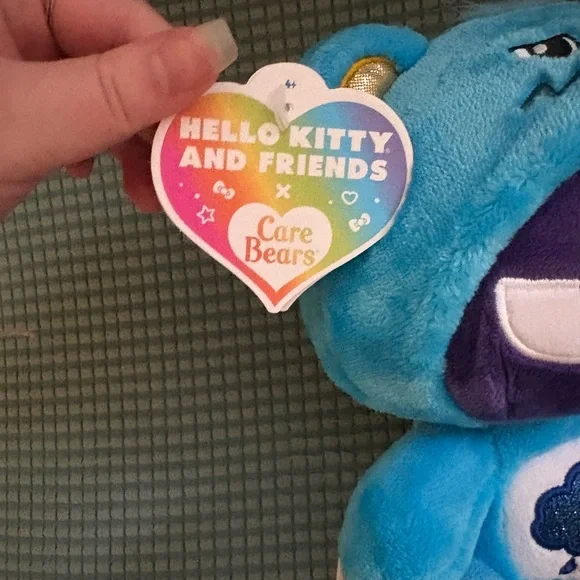 HELLO KITTY
AND FRIENDS
x
Care
Bears